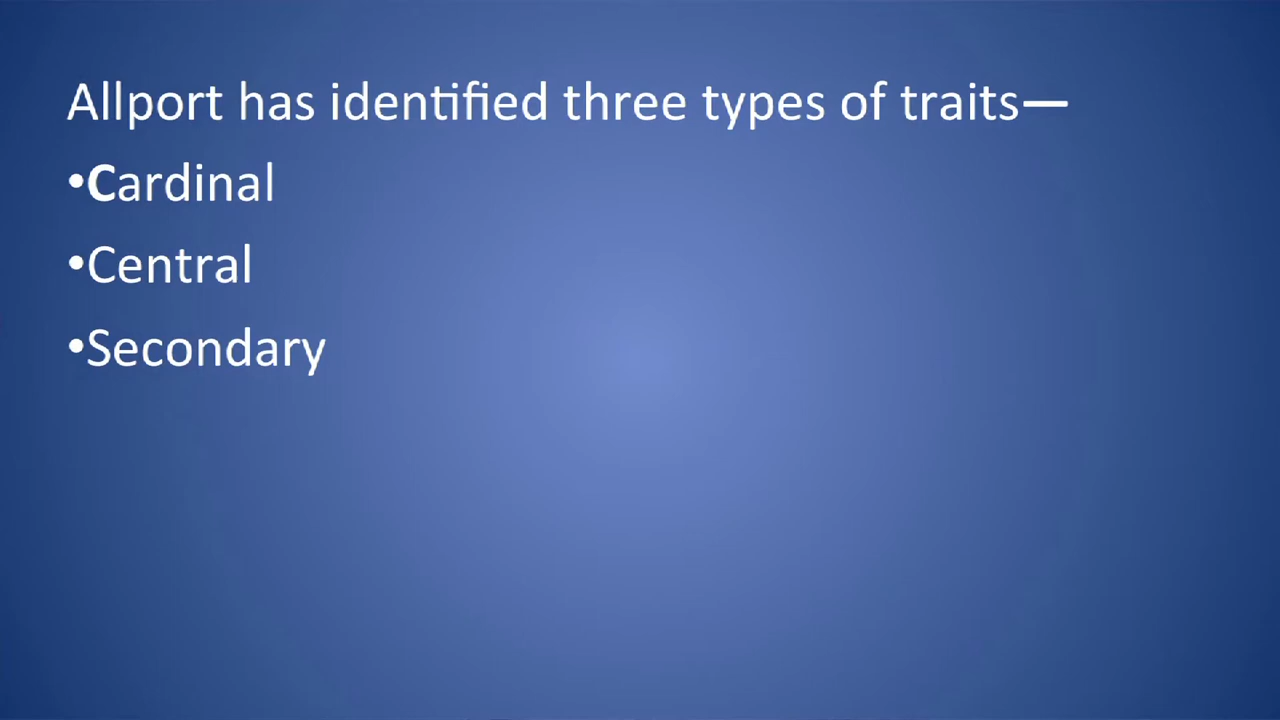 Allport has identified three types of traits—
•Cardinal
•Central
•Secondary